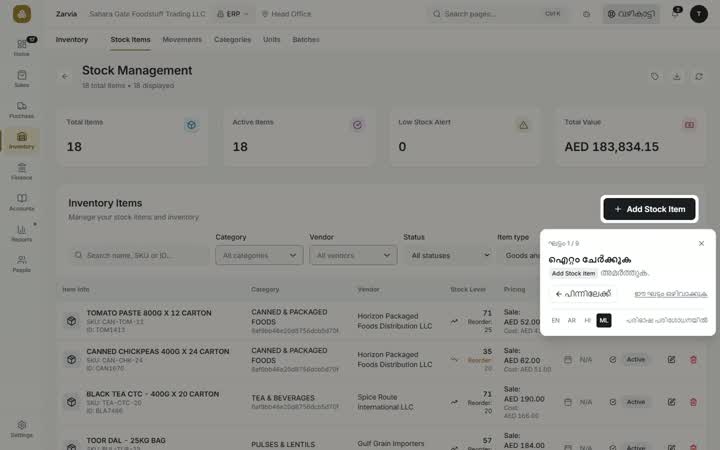 Zarvia
Sahara Gate Foodstuff Trading LLC
ERP
Head Office
Search pages...
Ctrl K
വഴികാട്ടി
2
T
17
Home
Sales
Purchase
Inventory
Finance
Accounts
Reports
People
Settings
Inventory
Stock Items
Movements
Categories
Units
Batches
Stock Management
18 total items • 18 displayed
Total Items
18
Active Items
18
Low Stock Alert
0
Total Value
AED 183,834.15
Inventory Items
Manage your stock items and inventory
+ Add Stock Item
Search name, SKU or ID...
Category
All categories
Vendor
All vendors
Status
All statuses
Item type
Goods and
ഘട്ടം 1 / 9
ഐറ്റം ചേർക്കുക
Add Stock Item അമർത്തുക.
← പിന്നിലേക്ക്
ഈ ഘട്ടം ഒഴിവാക്കുക
EN AR HI ML
പരിഭാഷ പരിശോധനയിൽ
Item Info
Category
Vendor
Stock Level
Pricing
TOMATO PASTE 800G X 12 CARTON
SKU: CAN-TOM-12
ID: TOM1413
CANNED & PACKAGED
FOODS
Horizon Packaged
Foods Distribution LLC
71
Reorder:
25
Sale:
AED 52.00
N/A
Active
CANNED CHICKPEAS 400G X 24 CARTON
SKU: CAN-CHK-24
ID: CAN1670
CANNED & PACKAGED
FOODS
Horizon Packaged
Foods Distribution LLC
35
Reorder:
20
Sale:
AED 62.00
Cost:
AED 51.00
N/A
Active
BLACK TEA CTC - 400G X 20 CARTON
SKU: TEA-CTC-20
ID: BLA7486
TEA & BEVERAGES
Spice Route
International LLC
71
Reorder:
20
Sale:
AED 190.00
Cost:
AED 166.00
N/A
Active
TOOR DAL - 25KG BAG
PULSES & LENTILS
Gulf Grain Importers
57
Sale:
AED 184.00
N/A
Active